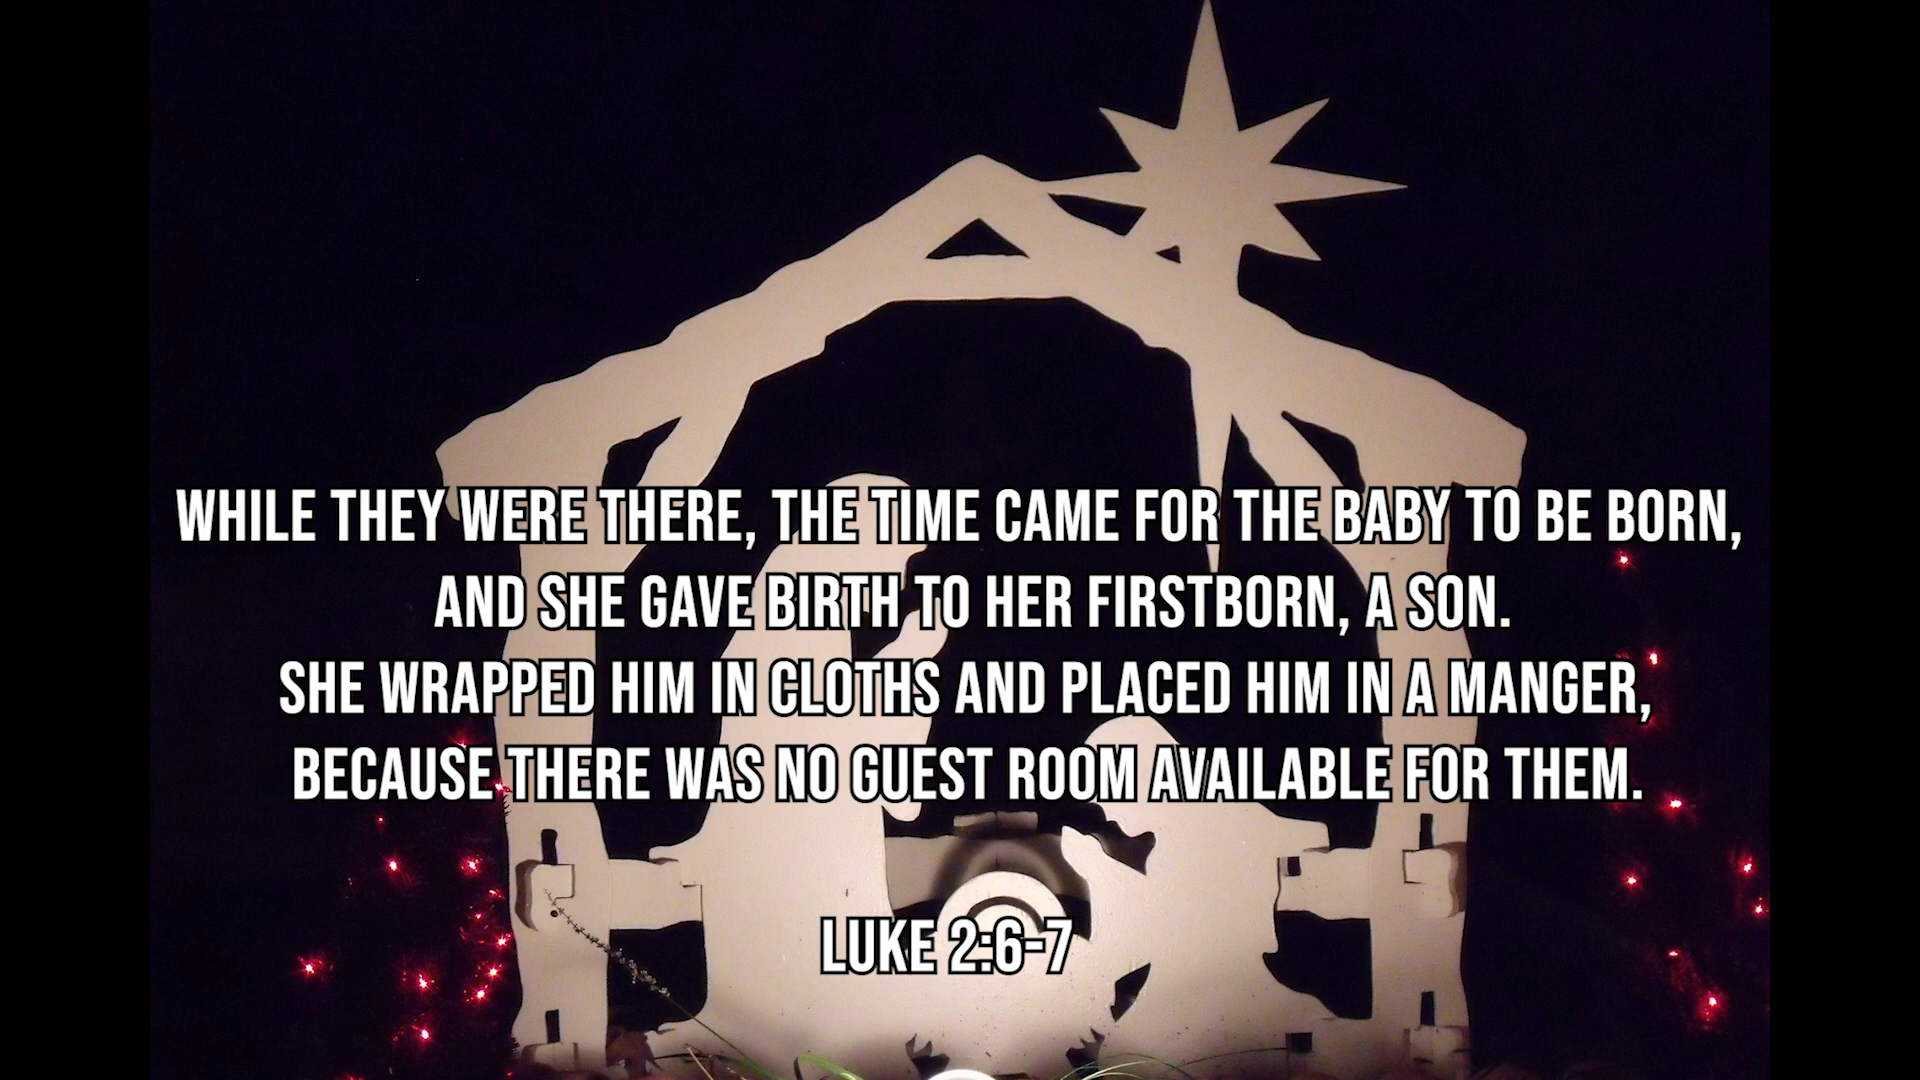 WHILE THEY WERE THERE, THE TIME CAME FOR THE BABY TO BE BORN,
AND SHE GAVE BIRTH TO HER FIRSTBORN, A SON.
SHE WRAPPED HIM IN CLOTHS AND PLACED HIM IN A MANGER,
BECAUSE THERE WAS NO GUEST ROOM AVAILABLE FOR THEM.
LUKE 2:6-7